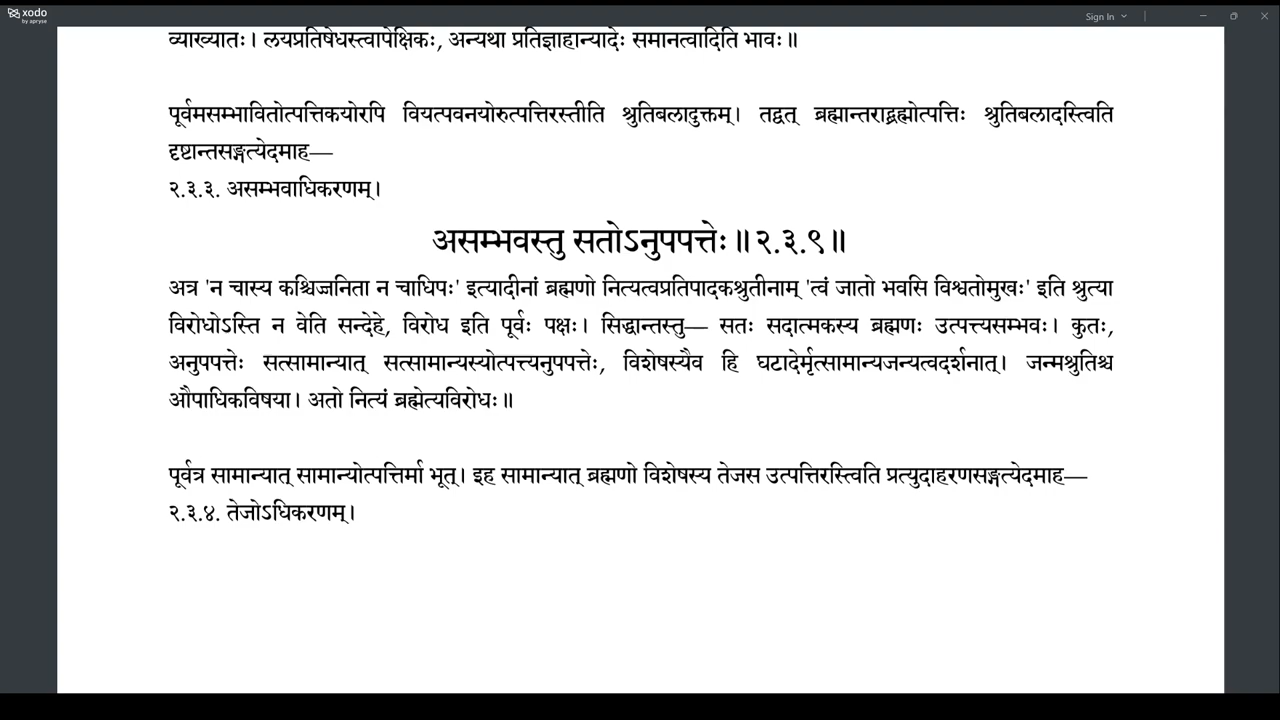 xodo
by apryse
Sign In
व्याख्यातः। लयप्रतिषेधस्त्वापेक्षिकः, अन्यथा प्रतिज्ञाहान्यादेः समानत्वादिति भावः॥
पूर्वमसम्भावितोत्पत्तिकयोरपि वियत्पवनयोरुत्पत्तिरस्तीति श्रुतिबलादुक्तम्। तद्वत् ब्रह्मान्तराद्ब्रह्मोत्पत्तिः श्रुतिबलादस्त्विति
दृष्टान्तसङ्गत्येदमाह—
२.३.३. असम्भवाधिकरणम्।
असम्भवस्तु सतोऽनुपपत्तेः॥२.३.९॥
अत्र 'न चास्य कश्चिज्जनिता न चाधिपः' इत्यादीनां ब्रह्मणो नित्यत्वप्रतिपादकश्रुतीनाम् 'त्वं जातो भवसि विश्वतोमुखः' इति श्रुत्या
विरोधोऽस्ति न वेति सन्देहे, विरोध इति पूर्वः पक्षः। सिद्धान्तस्तु— सतः सदात्मकस्य ब्रह्मणः उत्पत्त्यसम्भवः। कुतः,
अनुपपत्तेः सत्सामान्यात् सत्सामान्यस्योत्पत्त्यनुपपत्तेः, विशेषस्यैव हि घटादेर्मृत्सामान्यजन्यत्वदर्शनात्। जन्मश्रुतिश्च
औपाधिकविषया। अतो नित्यं ब्रह्मेत्यविरोधः॥
पूर्वत्र सामान्यात् सामान्योत्पत्तिर्मा भूत्। इह सामान्यात् ब्रह्मणो विशेषस्य तेजस उत्पत्तिरस्त्विति प्रत्युदाहरणसङ्गत्येदमाह—
२.३.४. तेजोऽधिकरणम्।